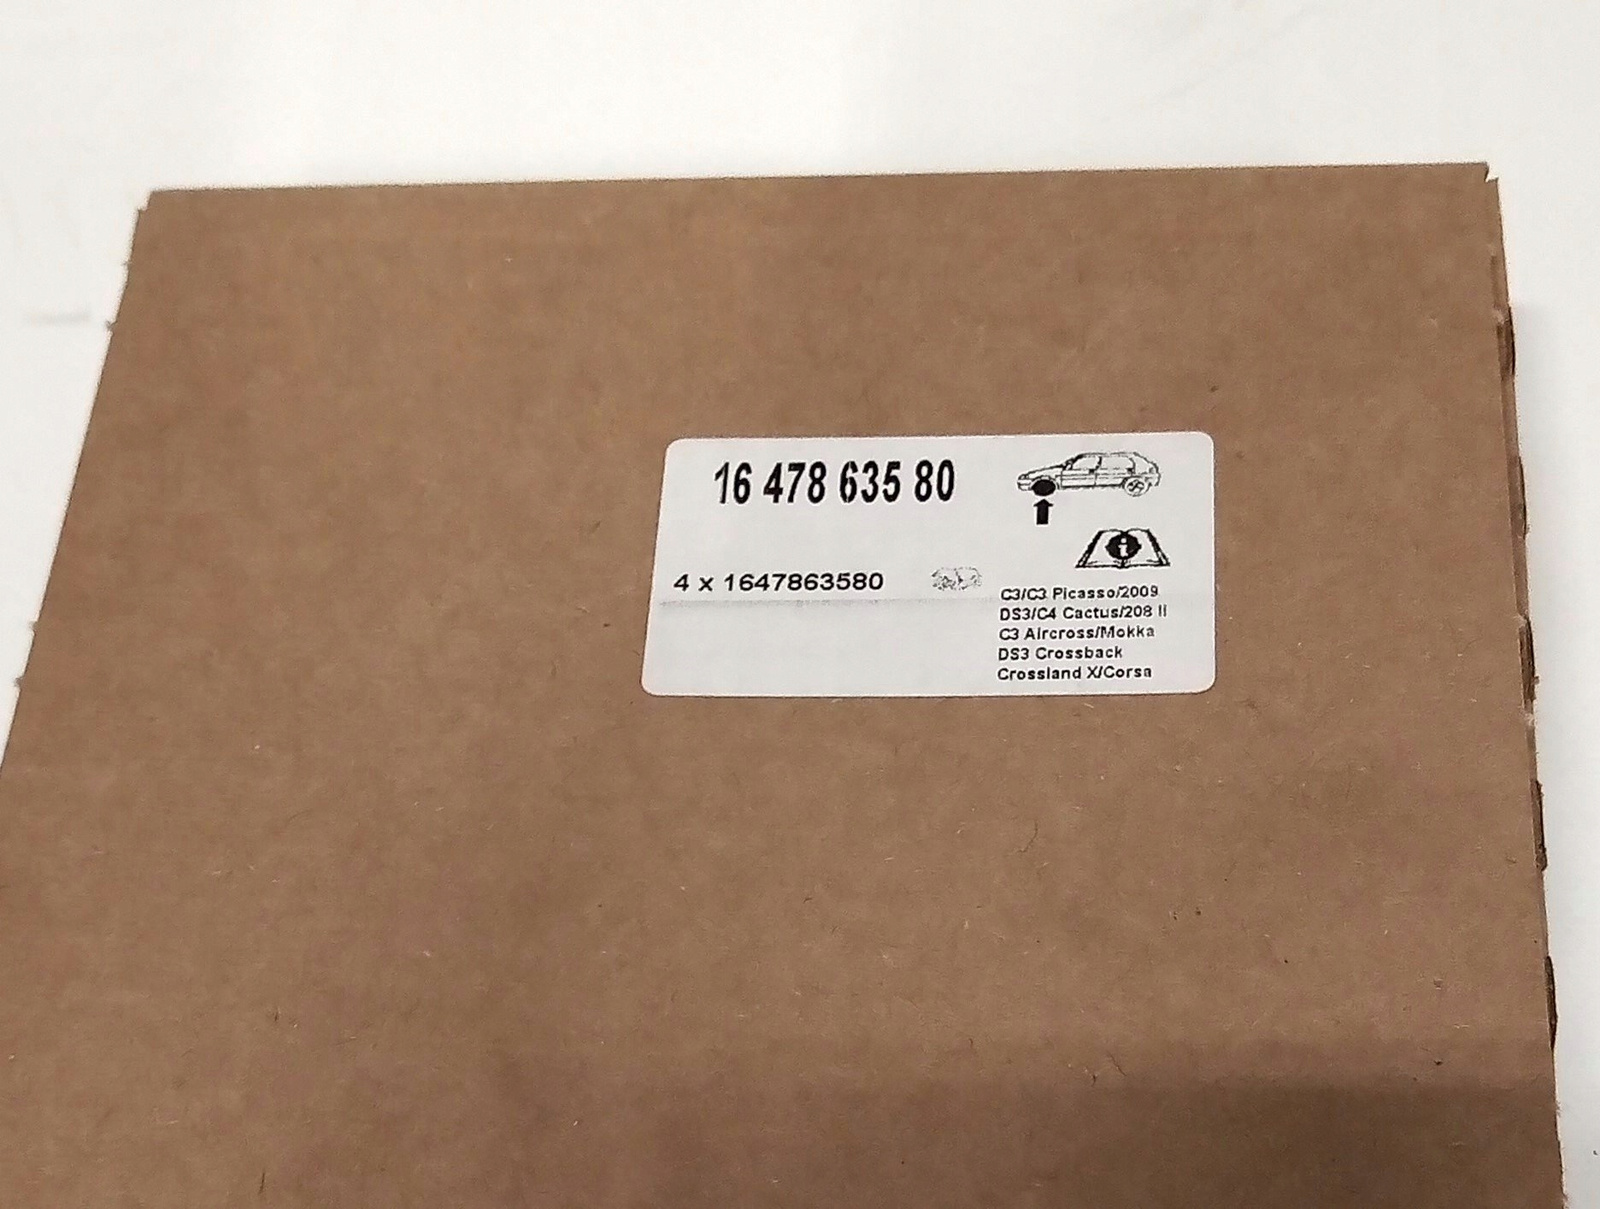 16 478 635 80
i
4 x 1647863580
C3/C3 Picasso/2009
DS3/C4 Cactus/208 II
C3 Aircross/Mokka
DS3 Crossback
Crossland X/Corsa